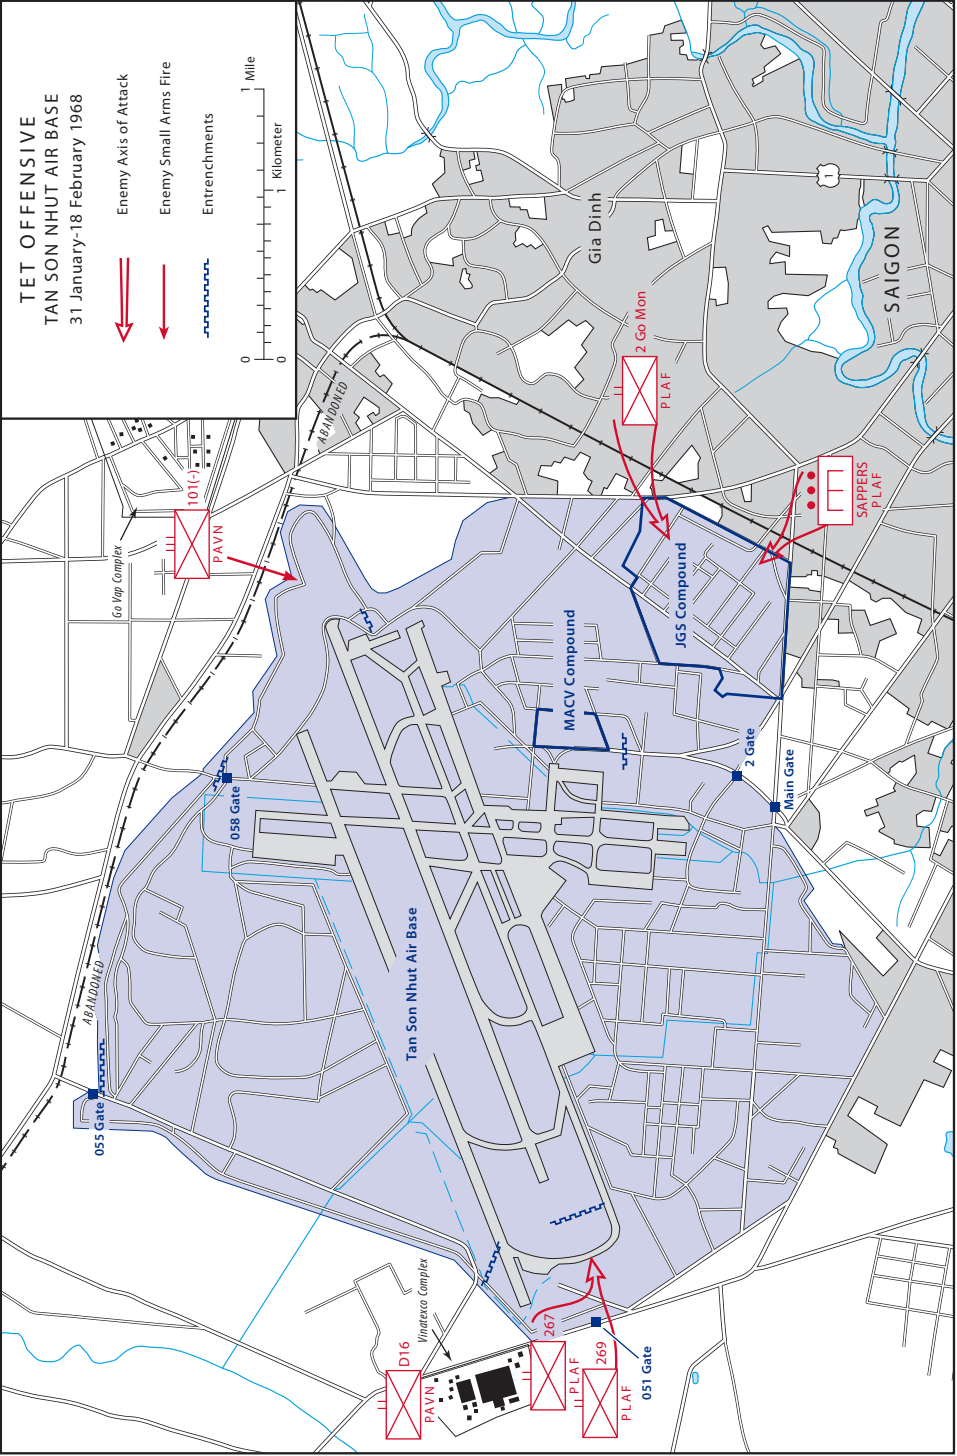 TET OFFENSIVE
TAN SON NHUT AIR BASE
31 January-18 February 1968
Enemy Axis of Attack
Enemy Small Arms Fire
Entrenchments
0
1 Mile
0
1
Kilometer
ABANDONED
ABANDONED
Go Vap Complex
101(-)
PAVN
058 Gate
055 Gate
Tan Son Nhut Air Base
MACV Compound
JGS Compound
2 Gate
Main Gate
Gia Dinh
2 Go Mon
PLAF
SAPPERS
PLAF
SAIGON
1
Vinatexco Complex
D16
PAVN
267
PLAF
269
PLAF
051 Gate